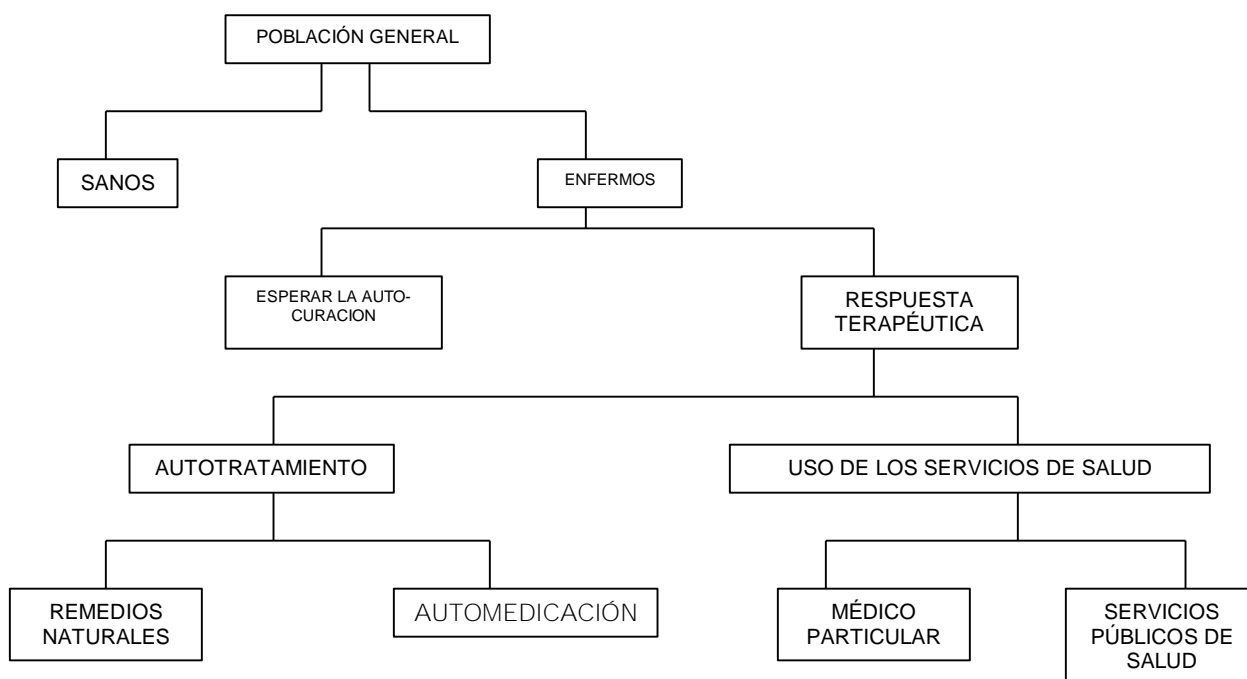 POBLACIÓN GENERAL
SANOS
ENFERMOS
ESPERAR LA AUTO-
CURACION
RESPUESTA
TERAPÉUTICA
AUTOTRATAMIENTO
USO DE LOS SERVICIOS DE SALUD
REMEDIOS
NATURALES
AUTOMEDICACIÓN
MÉDICO
PARTICULAR
SERVICIOS
PÚBLICOS DE
SALUD